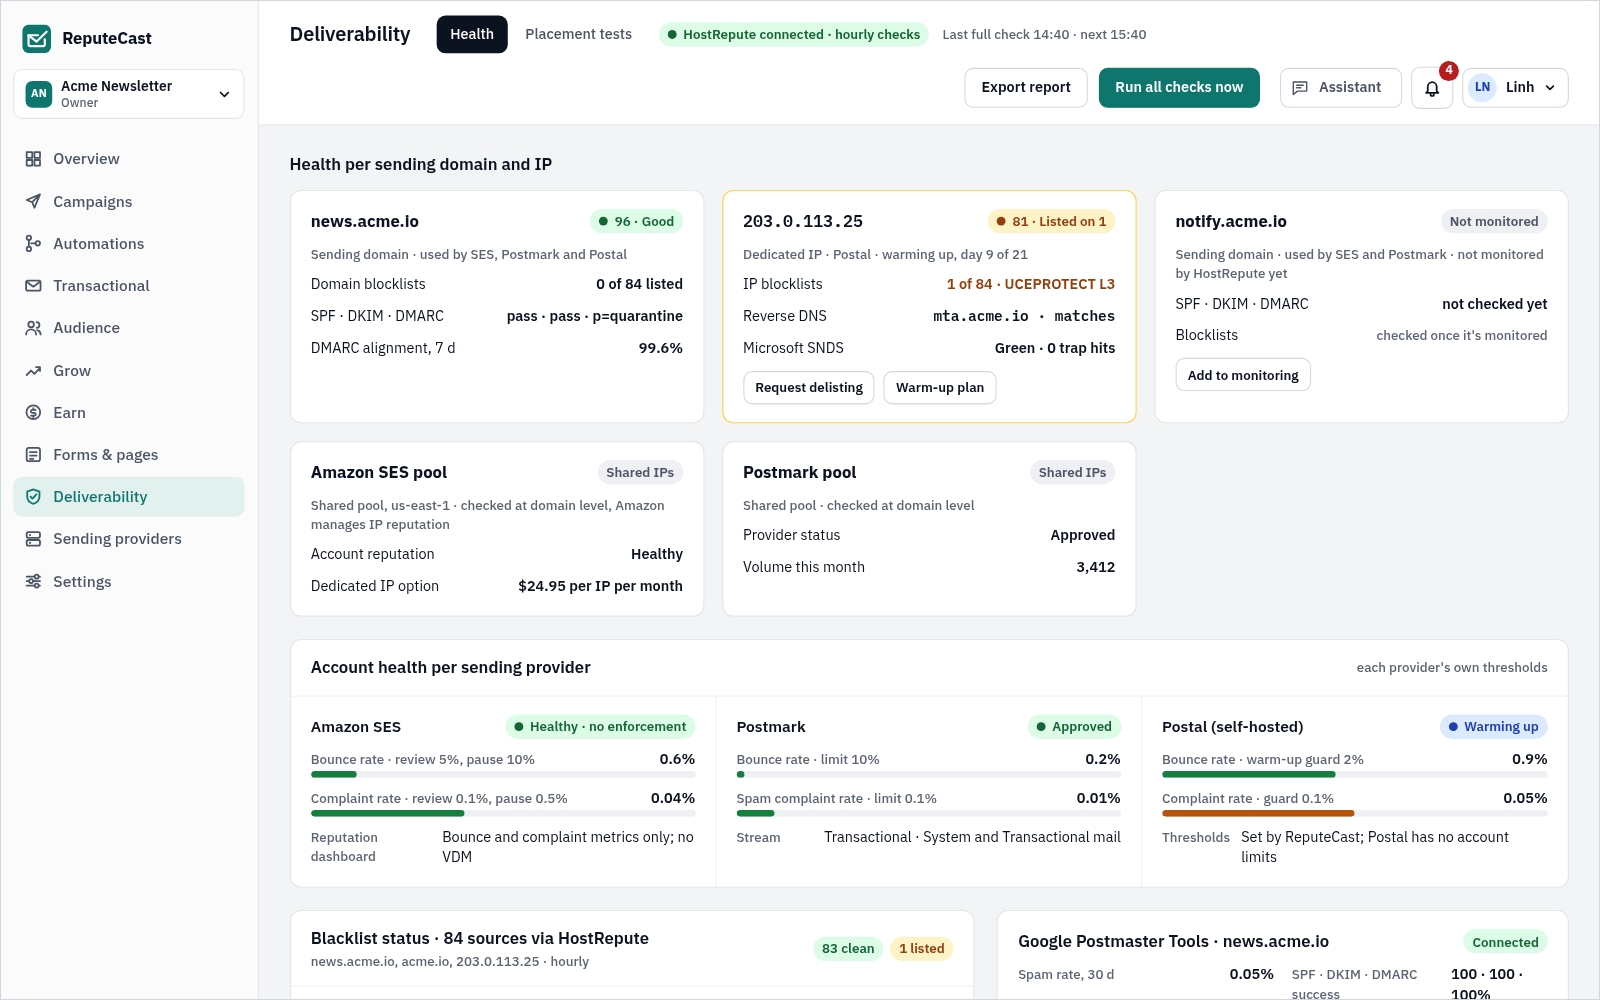 ReputeCast
AN
Acme Newsletter
Owner
Overview
Campaigns
Automations
Transactional
Audience
Grow
Earn
Forms & pages
Deliverability
Sending providers
Settings
Deliverability
Health
Placement tests
HostRepute connected · hourly checks
Last full check 14:40 · next 15:40
Export report
Run all checks now
Assistant
4
LN
Linh
Health per sending domain and IP
news.acme.io
96 · Good
Sending domain · used by SES, Postmark and Postal
Domain blocklists
0 of 84 listed
SPF · DKIM · DMARC
pass · pass · p=quarantine
DMARC alignment, 7 d
99.6%
203.0.113.25
81 · Listed on 1
Dedicated IP · Postal · warming up, day 9 of 21
IP blocklists
1 of 84 · UCEPROTECT L3
Reverse DNS
mta.acme.io · matches
Microsoft SNDS
Green · 0 trap hits
Request delisting
Warm-up plan
notify.acme.io
Not monitored
Sending domain · used by SES and Postmark · not monitored
by HostRepute yet
SPF · DKIM · DMARC
not checked yet
Blocklists
checked once it's monitored
Add to monitoring
Amazon SES pool
Shared IPs
Shared pool, us-east-1 · checked at domain level, Amazon
manages IP reputation
Account reputation
Healthy
Dedicated IP option
$24.95 per IP per month
Postmark pool
Shared IPs
Shared pool · checked at domain level
Provider status
Approved
Volume this month
3,412
Account health per sending provider
each provider's own thresholds
Amazon SES
Healthy · no enforcement
Bounce rate · review 5%, pause 10%
0.6%
Complaint rate · review 0.1%, pause 0.5%
0.04%
Reputation
dashboard
Bounce and complaint metrics only; no
VDM
Postmark
Approved
Bounce rate · limit 10%
0.2%
Spam complaint rate · limit 0.1%
0.01%
Stream
Transactional · System and Transactional mail
Postal (self-hosted)
Warming up
Bounce rate · warm-up guard 2%
0.9%
Complaint rate · guard 0.1%
0.05%
Thresholds
Set by ReputeCast; Postal has no account
limits
Blacklist status · 84 sources via HostRepute
news.acme.io, acme.io, 203.0.113.25 · hourly
83 clean
1 listed
Google Postmaster Tools · news.acme.io
Connected
Spam rate, 30 d
0.05%
SPF · DKIM · DMARC
success
100 · 100 ·
100%